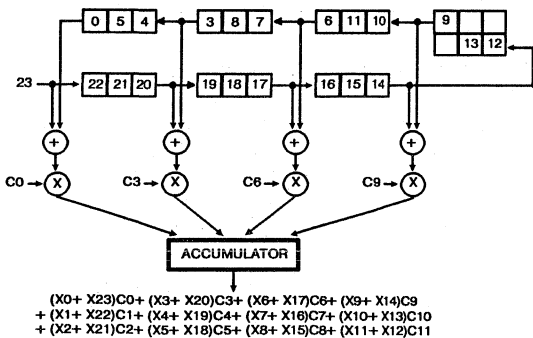 0 5 4 3 8 7 6 11 10 9
13 12
23 22 21 20 19 18 17 16 15 14
+ + + +
C0 X C3 X C6 X C9 X
ACCUMULATOR
(X0+ X23)C0+ (X3+ X20)C3+ (X6+ X17)C6+ (X9+ X14)C9
+ (X1+ X22)C1+ (X4+ X19)C4+ (X7+ X16)C7+ (X10+ X13)C10
+ (X2+ X21)C2+ (X5+ X18)C5+ (X8+ X15)C8+ (X11+ X12)C11